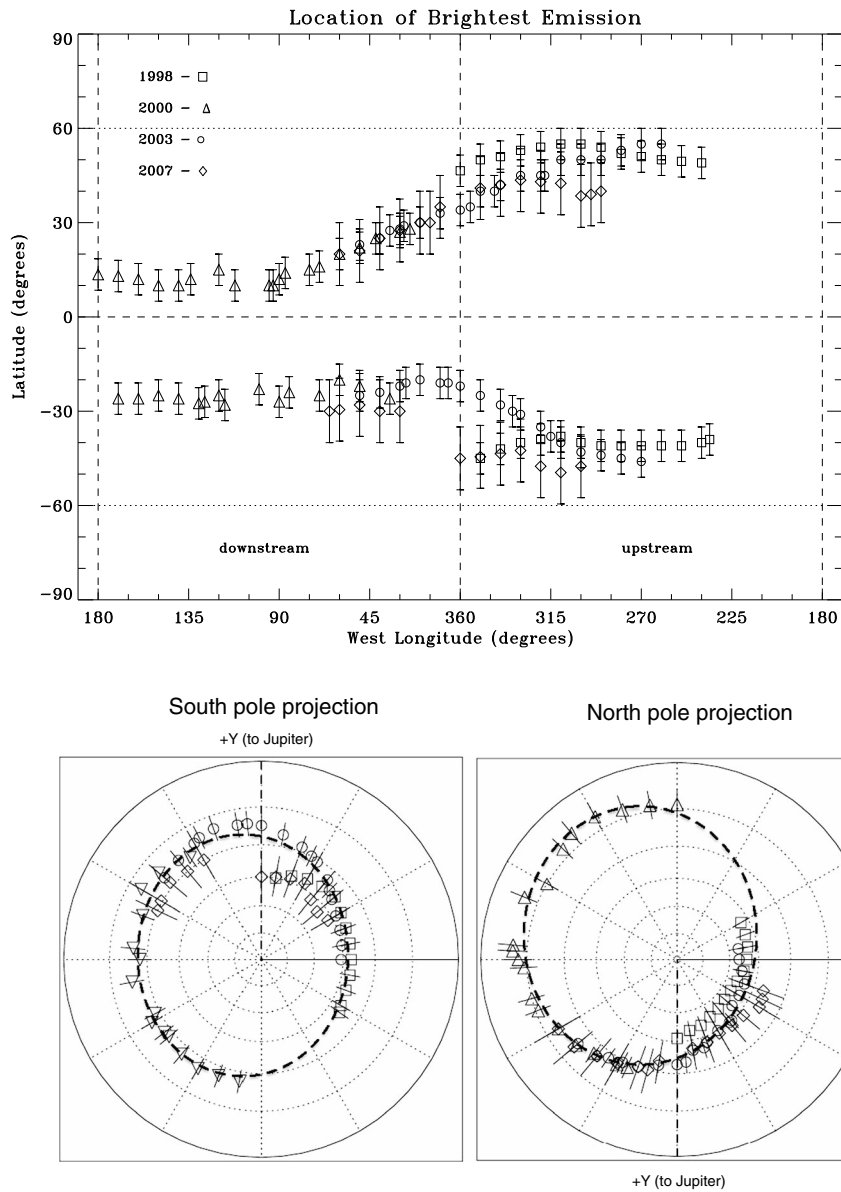 Location of Brightest Emission
90
60
30
0
−30
−60
−90
Latitude (degrees)
1998 −
2000 −
2003 −
2007 −
downstream
upstream
180
135
90
45
360
315
270
225
180
West Longitude (degrees)
South pole projection
+Y (to Jupiter)
North pole projection
+Y (to Jupiter)